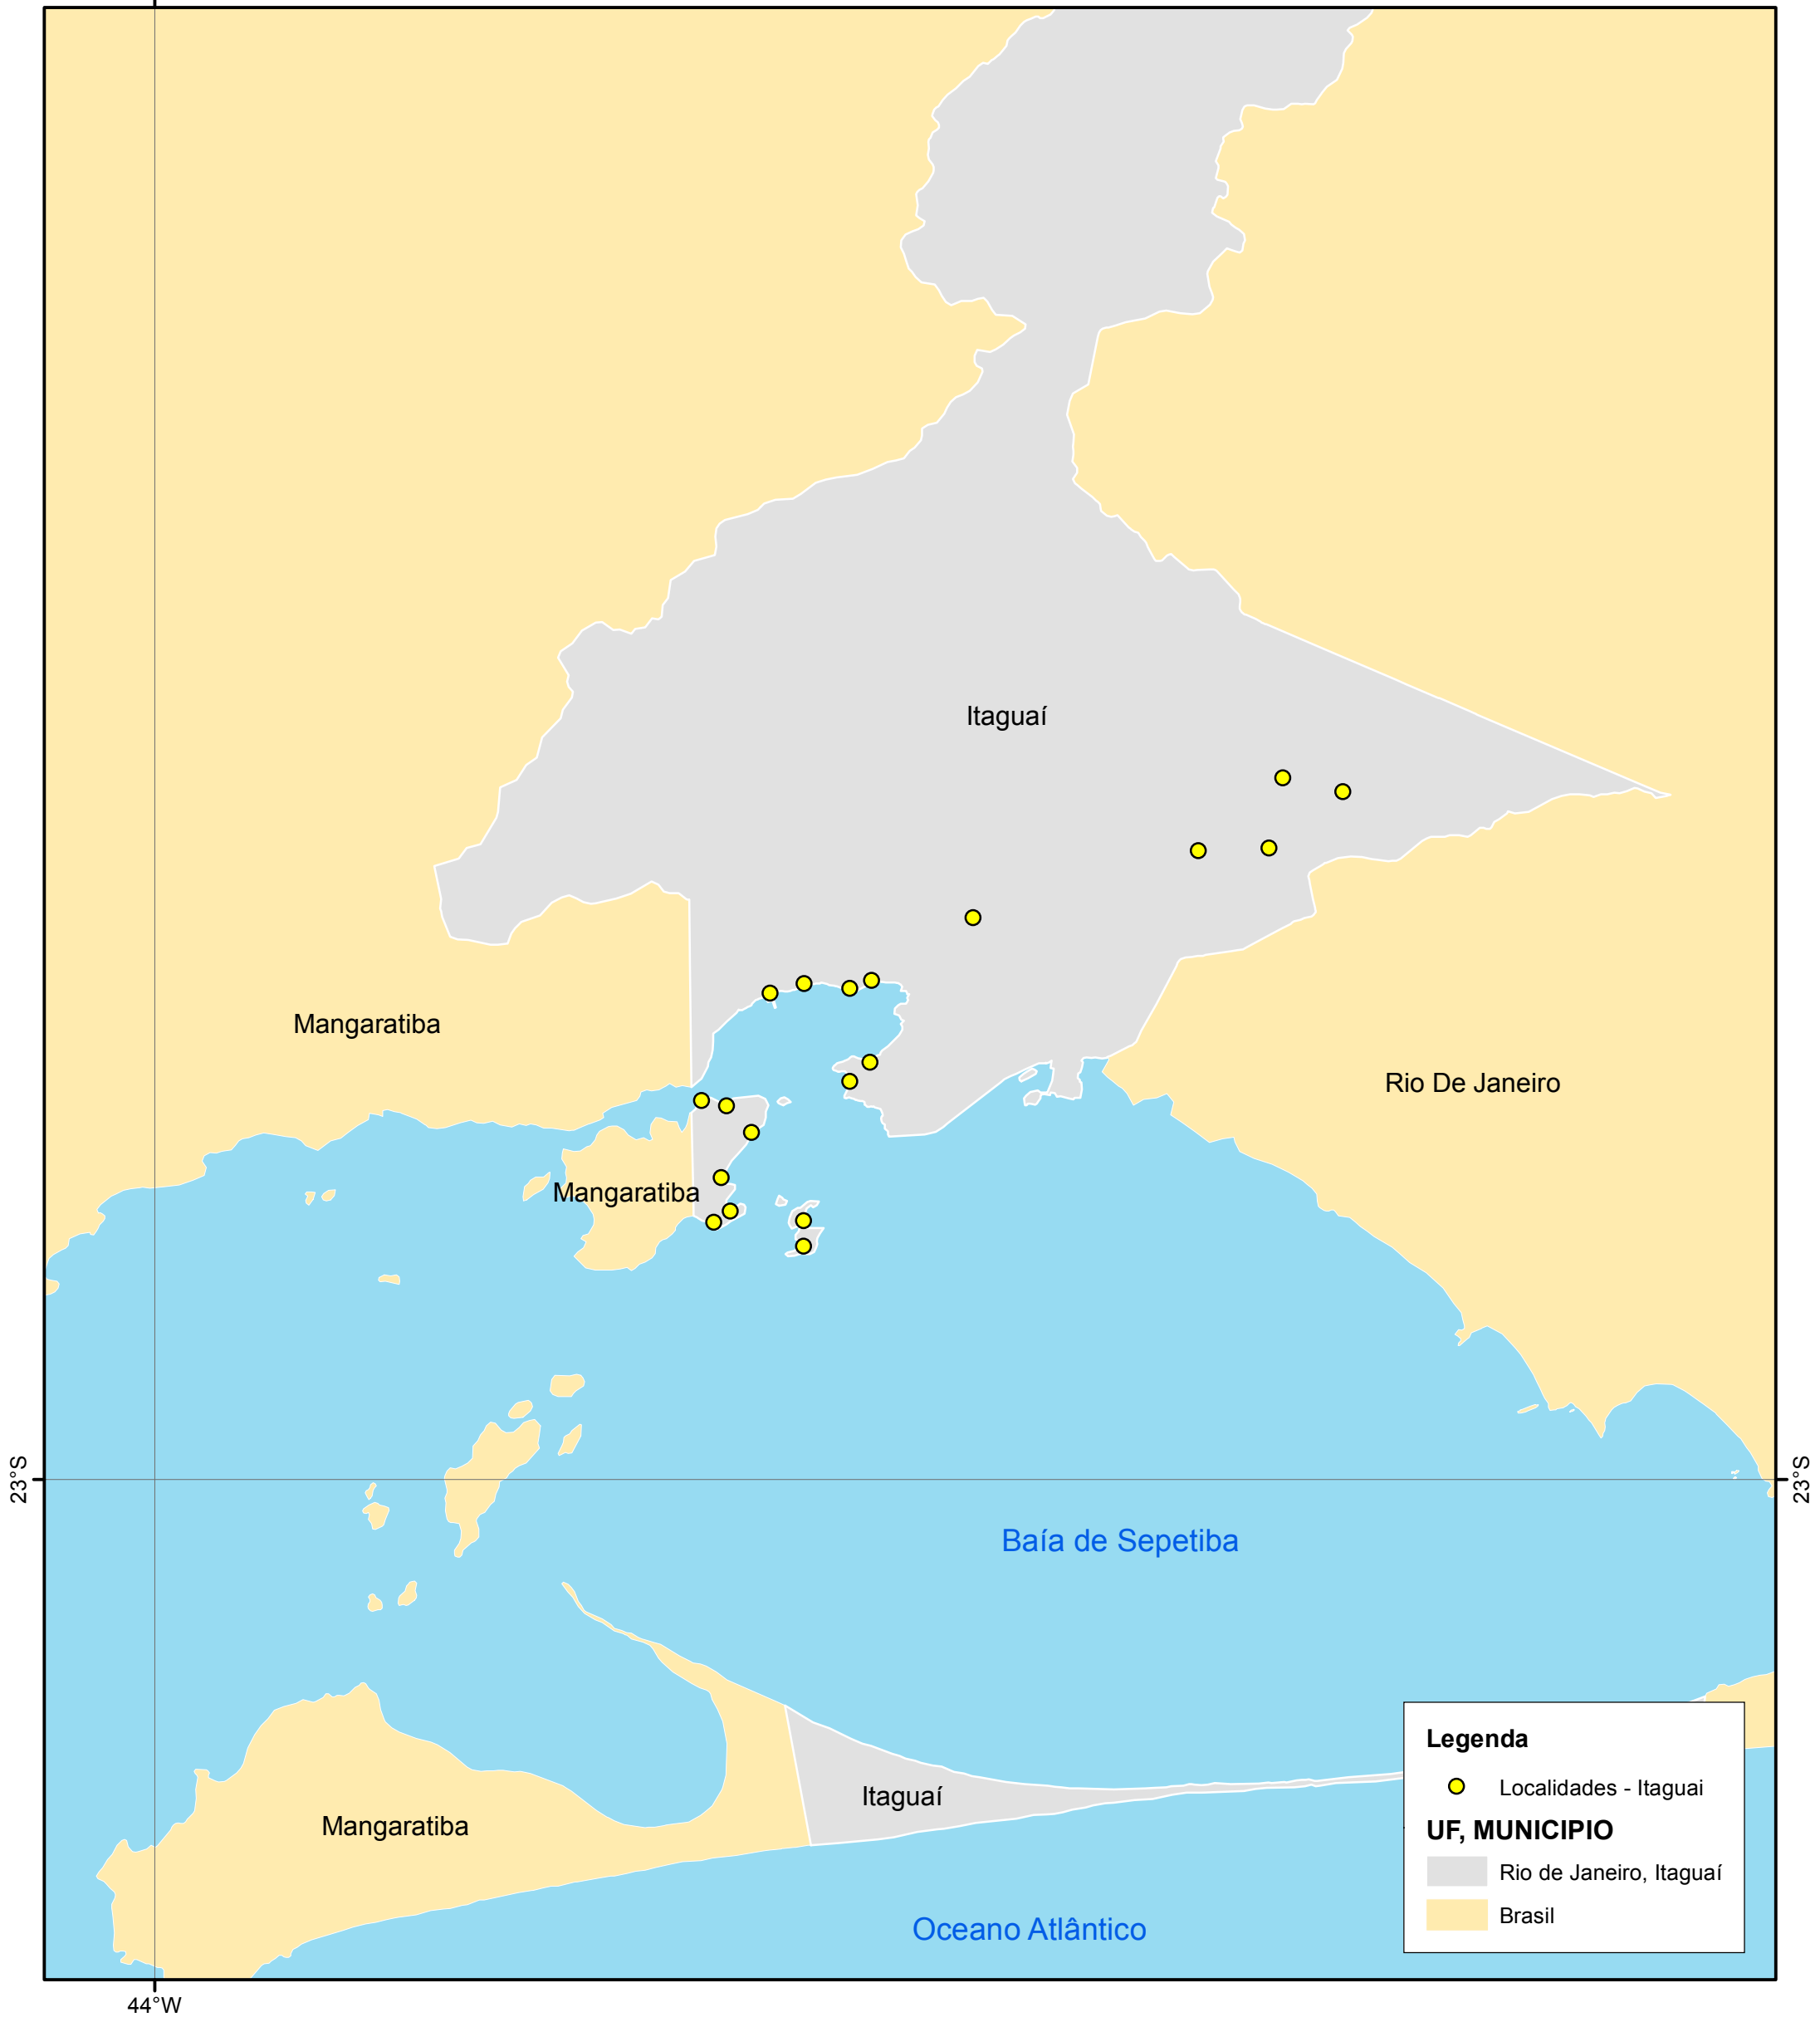 Itaguaí
Mangaratiba
Rio De Janeiro
Mangaratiba
23°S
23°S
Baía de Sepetiba
Itaguaí
Mangaratiba
Oceano Atlântico
Legenda
Localidades - Itaguai
UF, MUNICIPIO
Rio de Janeiro, Itaguaí
Brasil
44°W